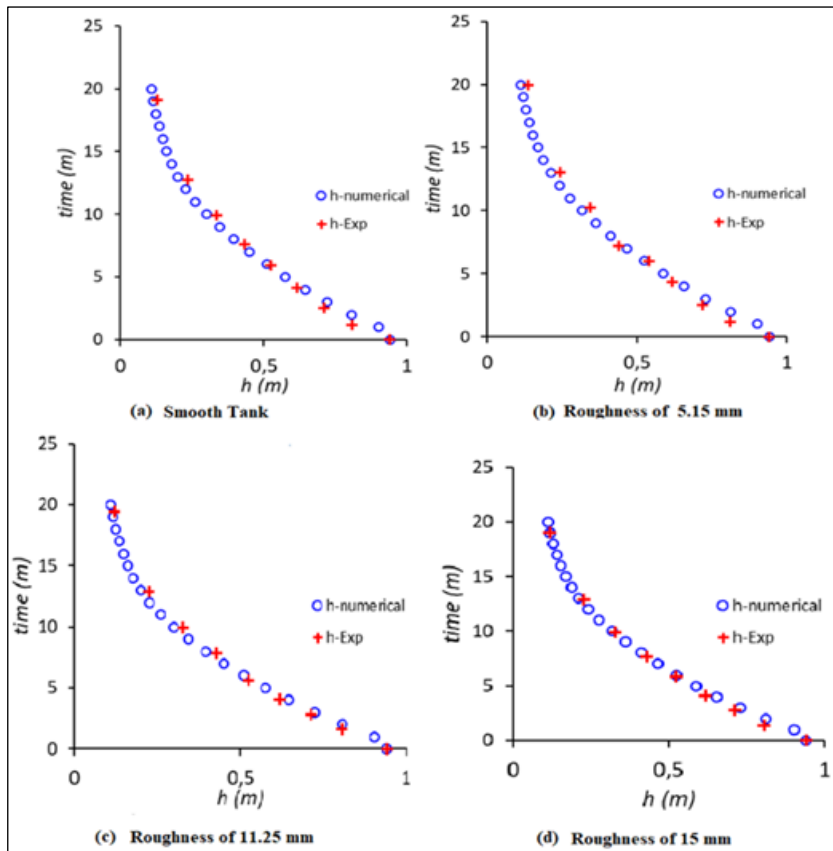 25
20
15
10
5
0
time (m)
h-numerical
h-Exp
0
0,5
1
h (m)
(a) Smooth Tank
25
20
15
10
5
0
time (m)
h-numerical
h-Exp
0
0,5
1
h (m)
(b) Roughness of 5.15 mm
25
20
15
10
5
0
time (m)
h-numerical
h-Exp
0
0,5
1
h (m)
(c) Roughness of 11.25 mm
25
20
15
10
5
0
time (m)
h-numerical
h-Exp
0
0,5
1
h (m)
(d) Roughness of 15 mm